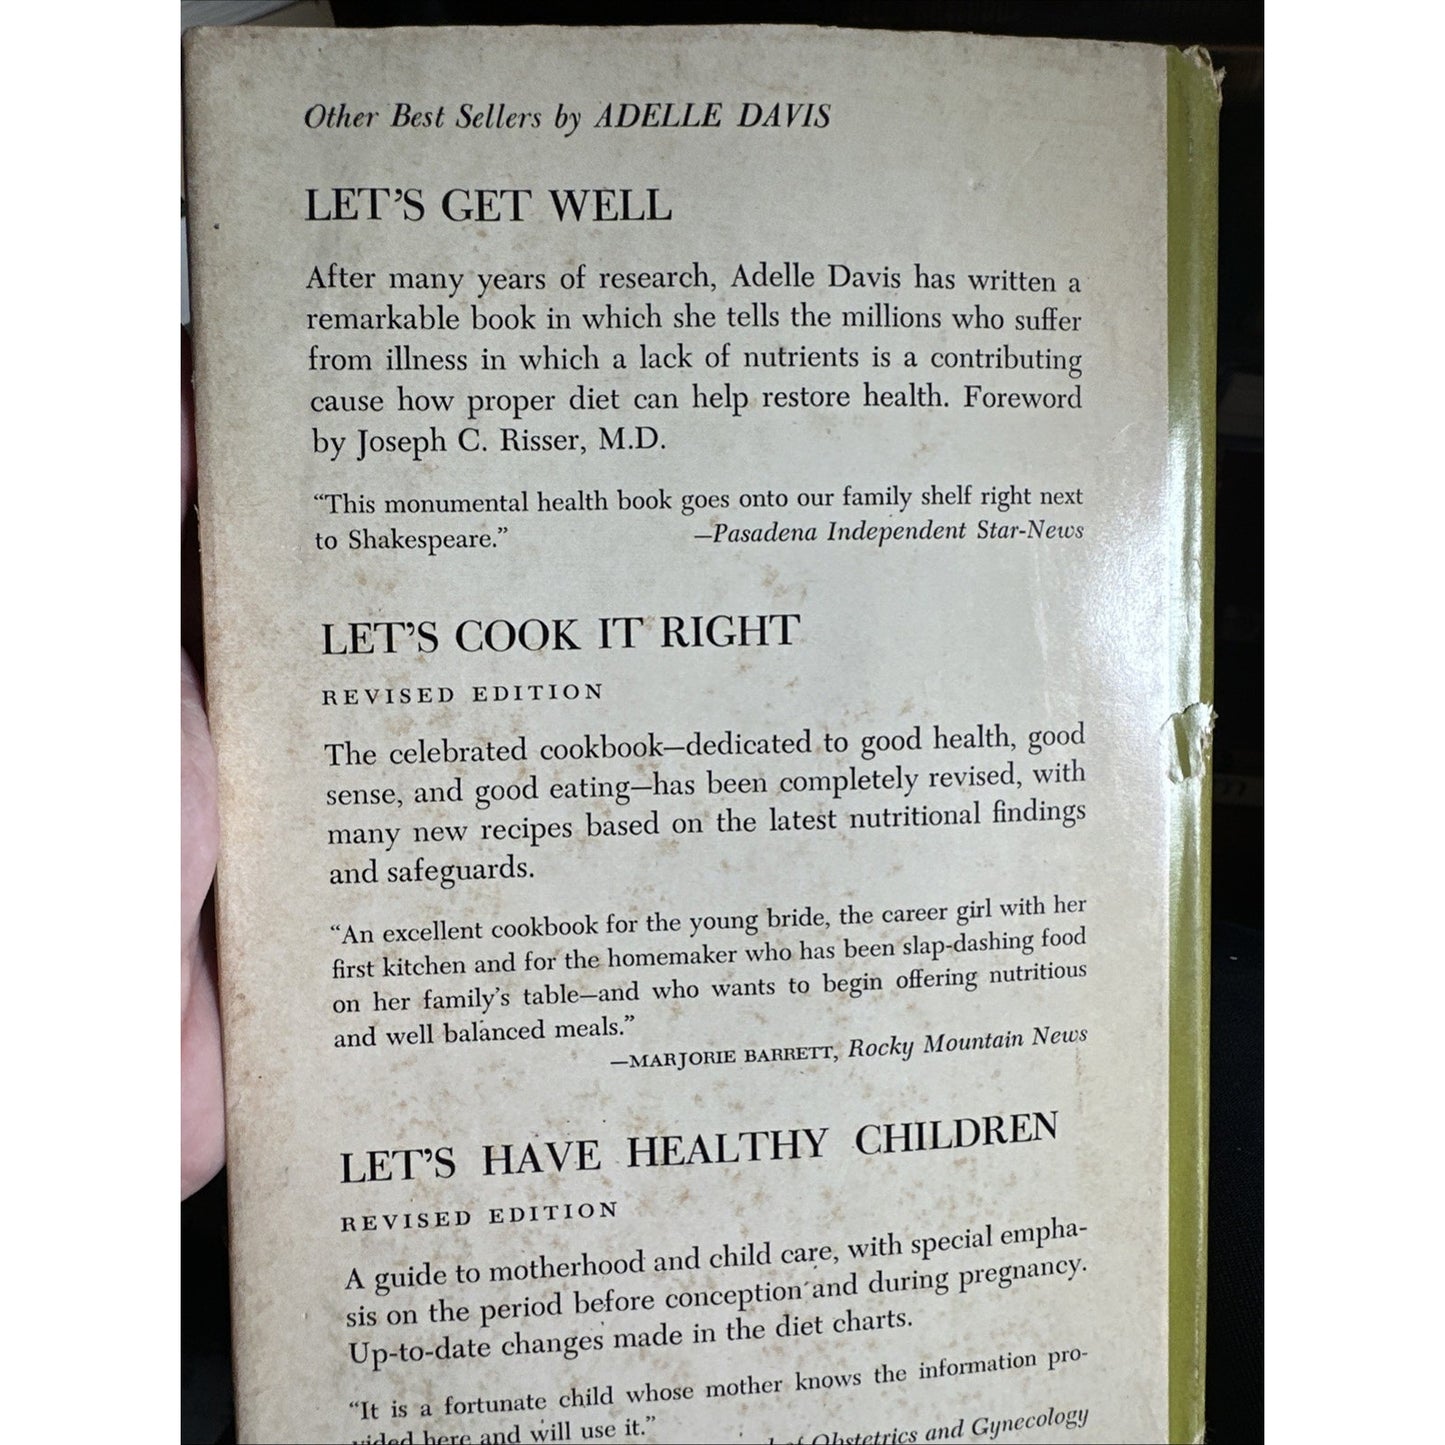 Other Best Sellers by ADELLE DAVIS
LET'S GET WELL
After many years of research, Adelle Davis has written a
remarkable book in which she tells the millions who suffer
from illness in which a lack of nutrients is a contributing
cause how proper diet can help restore health. Foreword
by Joseph C. Risser, M.D.
“This monumental health book goes onto our family shelf right next
to Shakespeare.” —Pasadena Independent Star-News
LET'S COOK IT RIGHT
REVISED EDITION
The celebrated cookbook—dedicated to good health, good
sense, and good eating—has been completely revised, with
many new recipes based on the latest nutritional findings
and safeguards.
“An excellent cookbook for the young bride, the career girl with her
first kitchen and for the homemaker who has been slap-dashing food
on her family's table—and who wants to begin offering nutritious
and well balanced meals.”
—MARJORIE BARRETT, Rocky Mountain News
LET'S HAVE HEALTHY CHILDREN
REVISED EDITION
A guide to motherhood and child care, with special empha-
sis on the period before conception and during pregnancy.
Up-to-date changes made in the diet charts.
“It is a fortunate child whose mother knows the information pro-
vided here and will use it.”
of Obstetrics and Gynecology